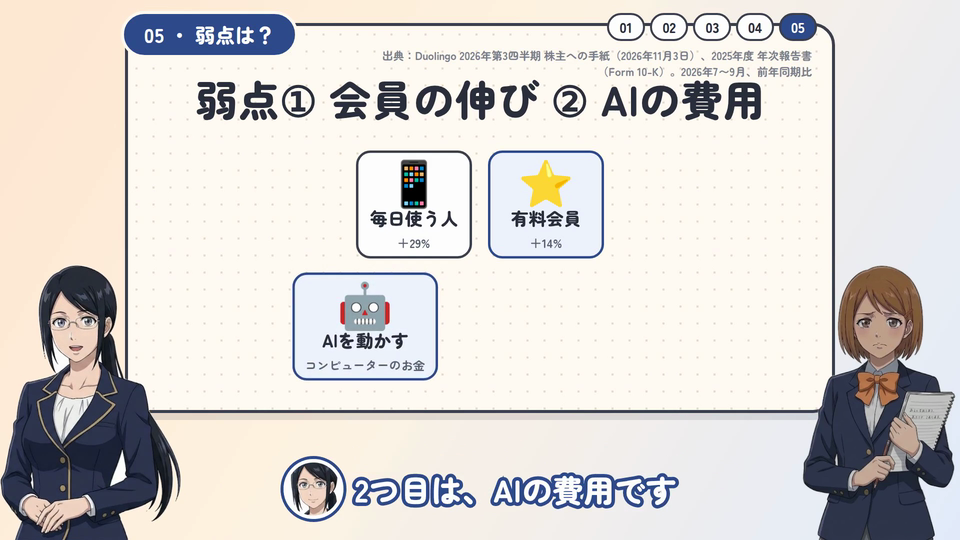 05 ・ 弱点は？
01 02 03 04 05
出典：Duolingo 2026年第3四半期 株主への手紙（2026年11月3日）、2025年度 年次報告書
（Form 10-K）。2026年7〜9月、前年同期比
弱点① 会員の伸び ② AIの費用
毎日使う人
＋29%
有料会員
＋14%
AIを動かす
コンピューターのお金
2つ目は、AIの費用です